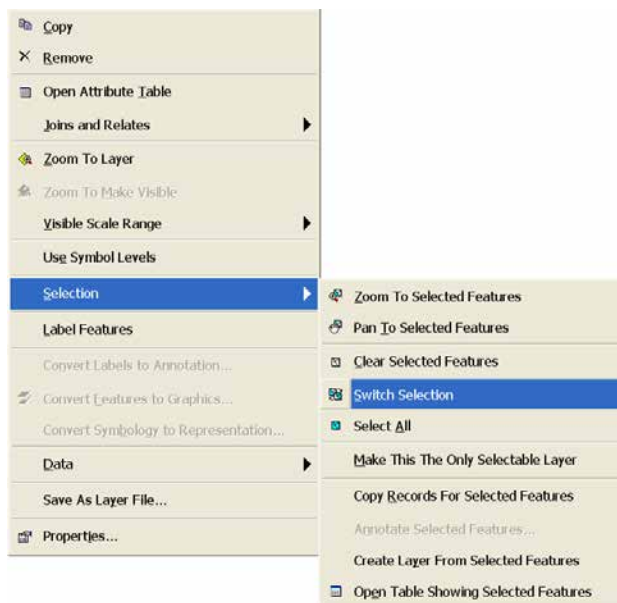 Copy
Remove
Open Attribute Table
Joins and Relates
Zoom To Layer
Zoom To Make Visible
Visible Scale Range
Use Symbol Levels
Selection
Label Features
Convert Labels to Annotation...
Convert Features to Graphics...
Convert Symbology to Representation...
Data
Save As Layer File...
Properties...
Zoom To Selected Features
Pan To Selected Features
Clear Selected Features
Switch Selection
Select All
Make This The Only Selectable Layer
Copy Records For Selected Features
Annotate Selected Features...
Create Layer From Selected Features
Open Table Showing Selected Features